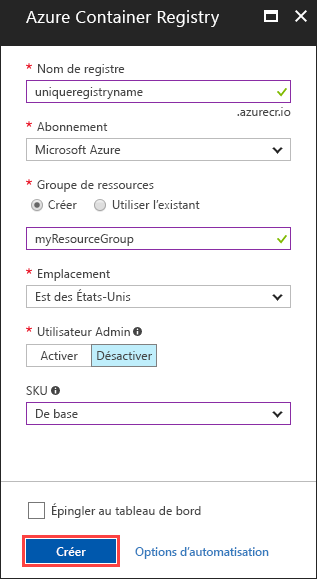 Azure Container Registry
* Nom de registre
uniqueregistryname
.azurecr.io
* Abonnement
Microsoft Azure
* Groupe de ressources
Créer Utiliser l'existant
myResourceGroup
* Emplacement
Est des États-Unis
* Utilisateur Admin
Activer Désactiver
SKU
De base
Épingler au tableau de bord
Créer Options d'automatisation